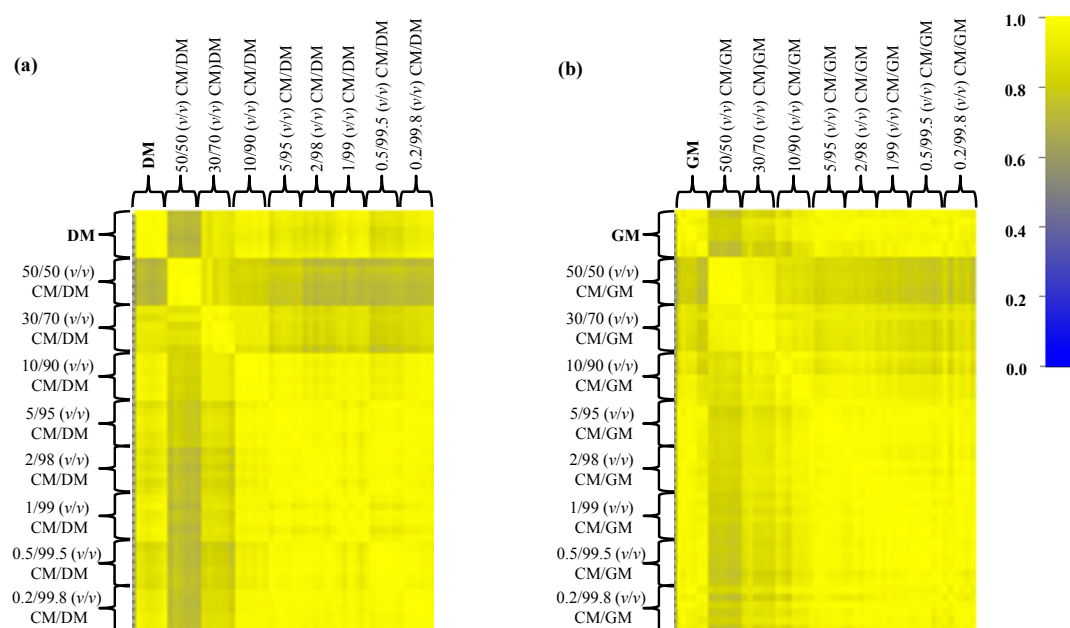 (a)
DM
50/50 (v/v) CM/DM
30/70 (v/v) CM)DM
10/90 (v/v) CM/DM
5/95 (v/v) CM/DM
2/98 (v/v) CM/DM
1/99 (v/v) CM/DM
0.5/99.5 (v/v) CM/DM
0.2/99.8 (v/v) CM/DM
DM
50/50 (v/v)
CM/DM
30/70 (v/v)
CM/DM
10/90 (v/v)
CM/DM
5/95 (v/v)
CM/DM
2/98 (v/v)
CM/DM
1/99 (v/v)
CM/DM
0.5/99.5 (v/v)
CM/DM
0.2/99.8 (v/v)
CM/DM
(b)
GM
50/50 (v/v) CM/GM
30/70 (v/v) CM)GM
10/90 (v/v) CM/GM
5/95 (v/v) CM/GM
2/98 (v/v) CM/GM
1/99 (v/v) CM/GM
0.5/99.5 (v/v) CM/GM
0.2/99.8 (v/v) CM/GM
GM
50/50 (v/v)
CM/GM
30/70 (v/v)
CM/GM
10/90 (v/v)
CM/GM
5/95 (v/v)
CM/GM
2/98 (v/v)
CM/GM
1/99 (v/v)
CM/GM
0.5/99.5 (v/v)
CM/GM
0.2/99.8 (v/v)
CM/GM
1.0
0.8
0.6
0.4
0.2
0.0